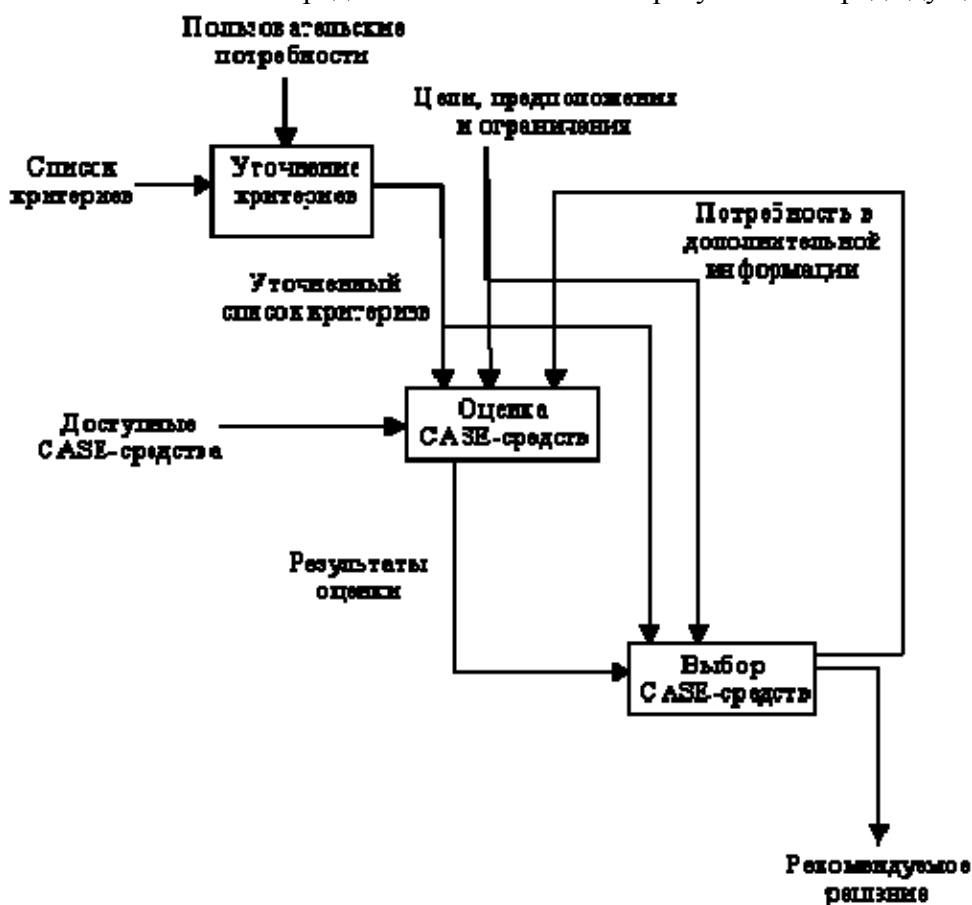 Пользовательские
потребности
Цели, предположения
и ограничения
Список
критериев
Уточнение
критериев
Потребность в
дополнительной
информации
Уточненный
список критериев
Оценка
CASE-средств
Доступные
CASE-средства
Результаты
оценки
Выбор
CASE-средств
Рекомендуемое
решение